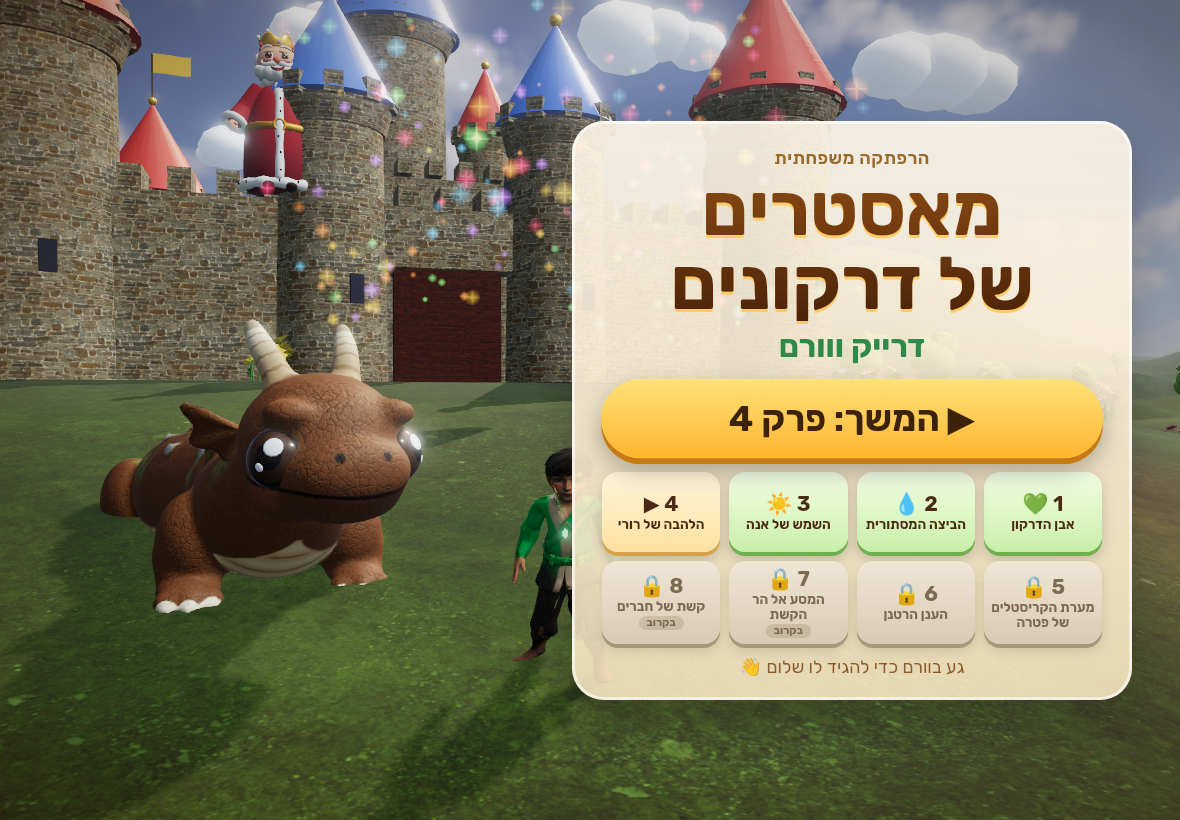 הרפתקה משפחתית
מאסטרים
של דרקונים
דרייק ווורם
▶ המשך: פרק 4
1 💚
אבן הדרקון
2 💧
הביצה המסתורית
3 ☀️
השמש של אנה
4 ▶
הלהבה של רורי
5 🔒
מערת הקריסטלים
של פטרה
6 🔒
הענן הרטנן
7 🔒
המסע אל הר
הקשת
בקרוב
8 🔒
קשת של חברים
בקרוב
גע בוורם כדי להגיד לו שלום 👋